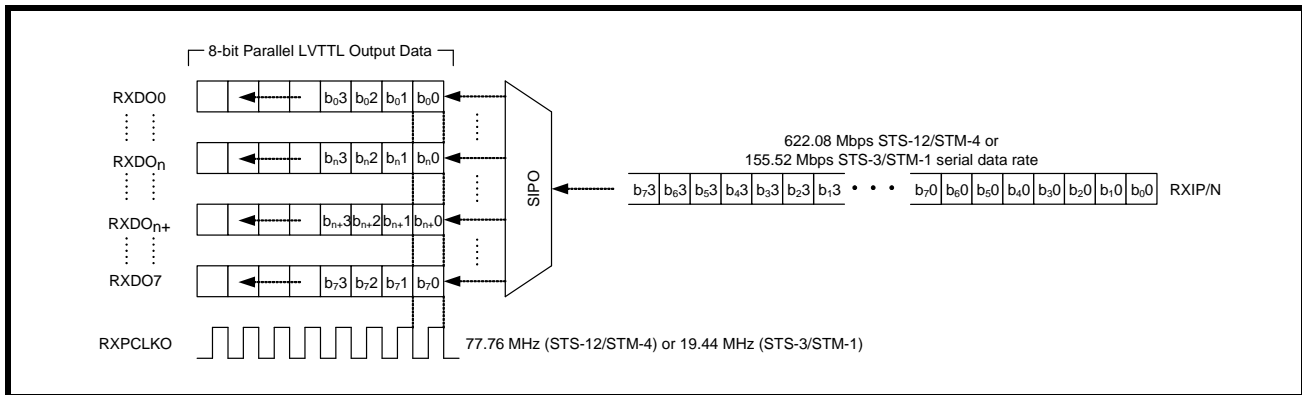 8-bit Parallel LVTTL Output Data
RXDO0
b₀3 b₀2 b₀1 b₀0
RXDOn
bₙ3 bₙ2 bₙ1 bₙ0
RXDOn+
bₙ₊3 bₙ₊2 bₙ₊1 bₙ₊0
RXDO7
b₇3 b₇2 b₇1 b₇0
SIPO
622.08 Mbps STS-12/STM-4 or
155.52 Mbps STS-3/STM-1 serial data rate
b₇3 b₆3 b₅3 b₄3 b₃3 b₂3 b₁3 • • • b₇0 b₆0 b₅0 b₄0 b₃0 b₂0 b₁0 b₀0 RXIP/N
RXPCLKO
77.76 MHz (STS-12/STM-4) or 19.44 MHz (STS-3/STM-1)